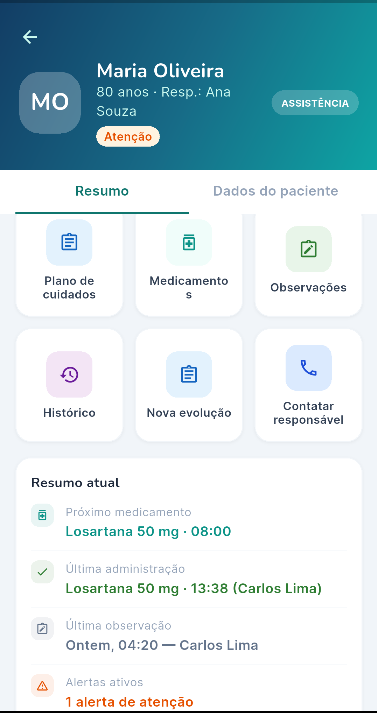 Maria Oliveira
MO
80 anos · Resp.: Ana
Souza
ASSISTÊNCIA
Atenção
Resumo
Dados do paciente
Plano de
cuidados
Medicamento
s
Observações
Histórico
Nova evolução
Contatar
responsável
Resumo atual
Próximo medicamento
Losartana 50 mg · 08:00
Última administração
Losartana 50 mg · 13:38 (Carlos Lima)
Última observação
Ontem, 04:20 — Carlos Lima
Alertas ativos
1 alerta de atenção